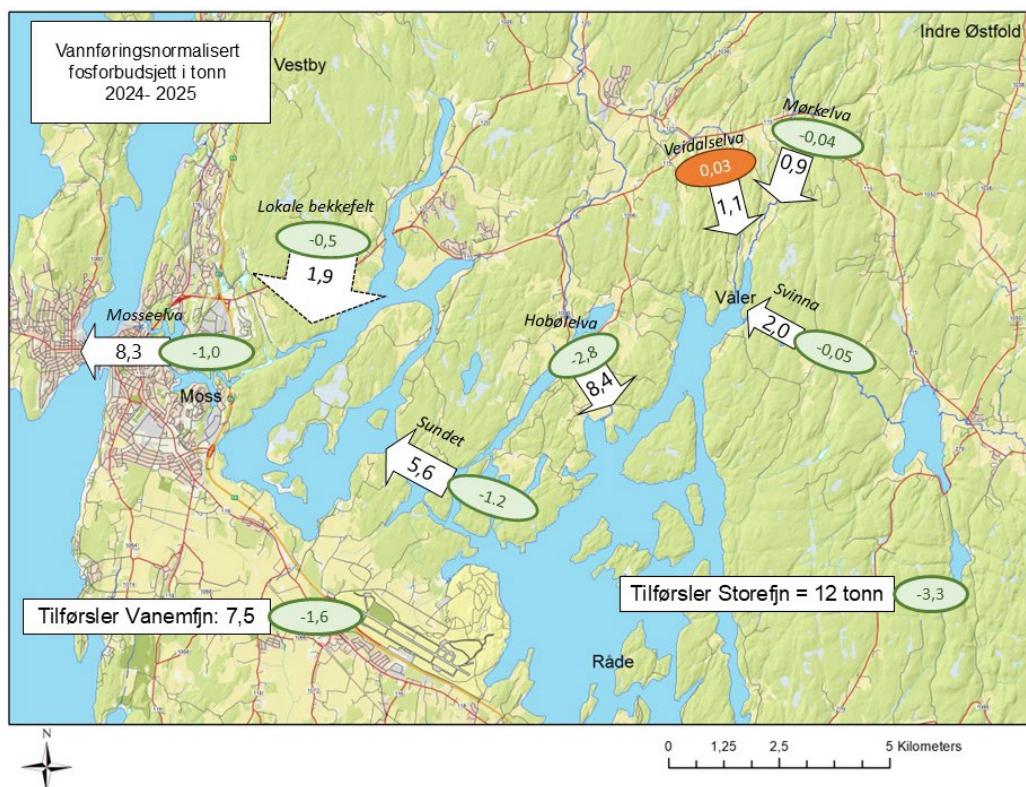 Vannføringsnormalisert
fosforbudsjett i tonn
2024- 2025
Vestby
Indre Østfold
Mørkelva
-0,04
0,9
Veidalselva
0,03
1,1
Lokale bekkefelt
-0,5
1,9
Mosseelva
8,3
-1,0
Moss
Hobølelva
-2,8
8,4
Våler
Svinna
2,0
-0,05
Sundet
5,6
-1.2
Tilførsler Vanemfjn: 7,5
-1,6
Tilførsler Storefjn = 12 tonn
-3,3
Råde
N
0 1,25 2,5 5 Kilometers